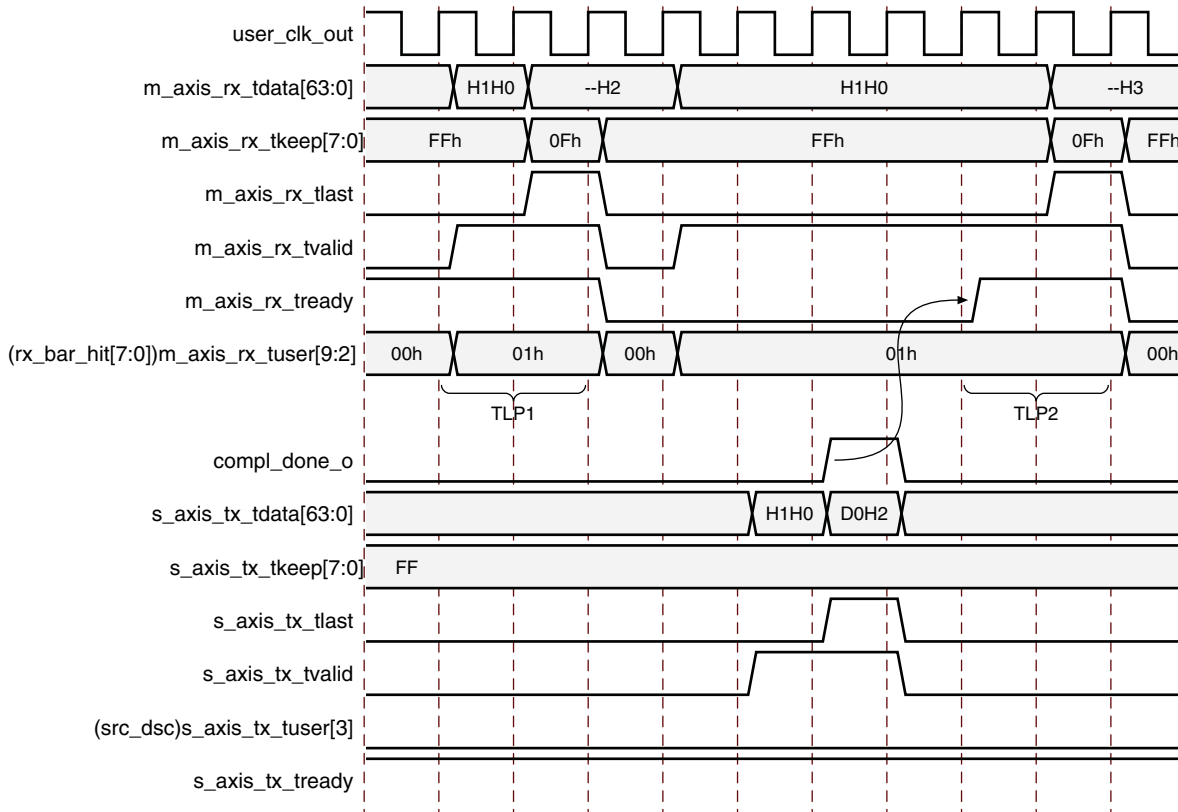 user_clk_out
m_axis_rx_tdata[63:0] H1H0 --H2 H1H0 --H3
m_axis_rx_tkeep[7:0] FFh 0Fh FFh 0Fh FFh
m_axis_rx_tlast
m_axis_rx_tvalid
m_axis_rx_tready
(rx_bar_hit[7:0])m_axis_rx_tuser[9:2] 00h 01h 00h 01h 00h
TLP1 TLP2
compl_done_o
s_axis_tx_tdata[63:0] H1H0 D0H2
s_axis_tx_tkeep[7:0] FF
s_axis_tx_tlast
s_axis_tx_tvalid
(src_dsc)s_axis_tx_tuser[3]
s_axis_tx_tready